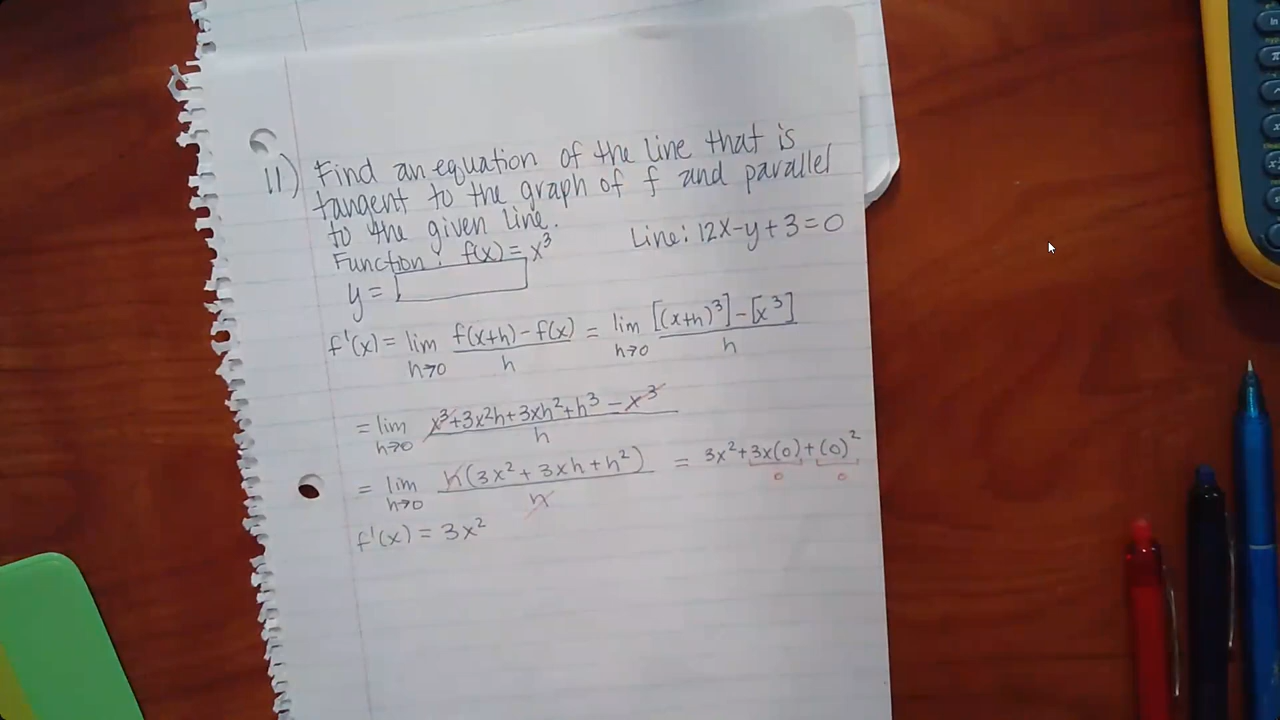 11) Find an equation of the line that is
tangent to the graph of f and parallel
to the given line.
Function: f(x) = x³ Line: 12x-y+3=0
y =
f'(x) = lim h→0 f(x+h)-f(x) / h = lim h→0 [(x+h)³]-[x³] / h
= lim h→0 x³+3x²h+3xh²+h³-x³ / h
= lim h→0 h(3x²+3xh+h²) / h = 3x²+3x(0)+(0)²
0 0
f'(x) = 3x²